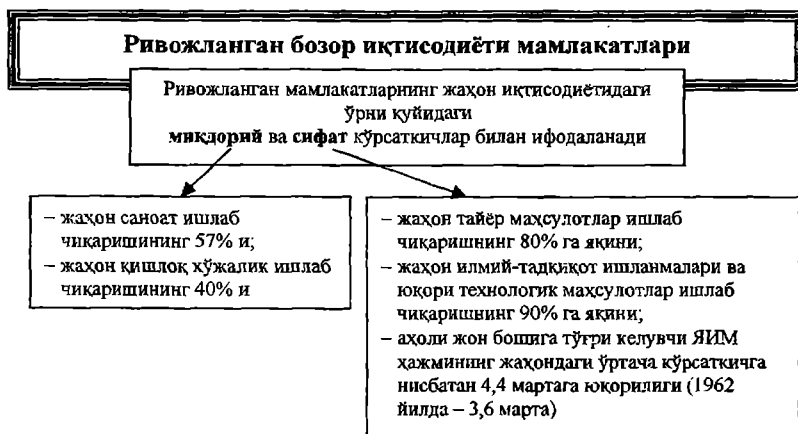 Ривожланган бозор иқтисодиёти мамлакатлари
Ривожланган мамлакатларнинг жаҳон иқтисодиётидаги
ўрни қуйидаги
миқдорий ва сифат кўрсаткичлар билан ифодаланади
– жаҳон саноат ишлаб
чиқаришининг 57% и;
– жаҳон қишлоқ хўжалик ишлаб
чиқаришининг 40% и
– жаҳон тайёр маҳсулотлар ишлаб
чиқаришнинг 80% га яқини;
– жаҳон илмий-тадқиқот ишланмалари ва
юқори технологик маҳсулотлар ишлаб
чиқаришнинг 90% га яқини;
– аҳоли жон бошига тўғри келувчи ЯИМ
ҳажмининг жаҳондаги ўртача кўрсаткичга
нисбатан 4,4 мартага юқорилиги (1962
йилда – 3,6 марта)